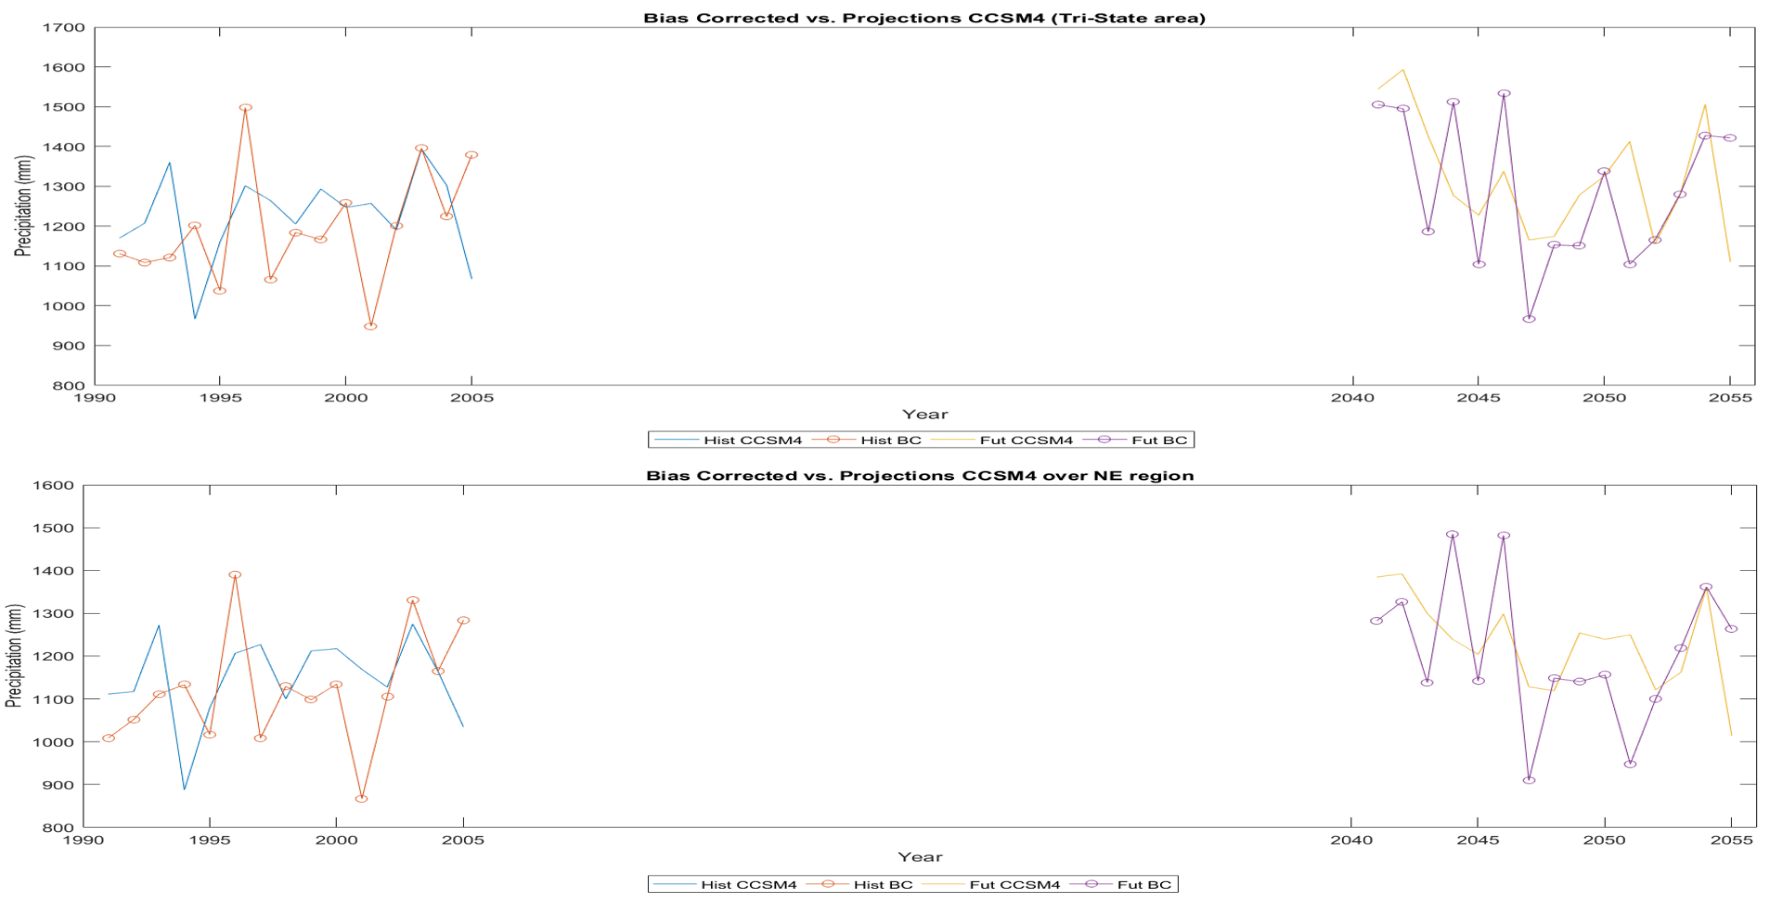 Bias Corrected vs. Projections CCSM4 (Tri-State area)
1700
1600
1500
1400
1300
1200
1100
1000
900
800
Precipitation (mm)
1990 1995 2000 2005 2040 2045 2050 2055
Year
Hist CCSM4 Hist BC Fut CCSM4 Fut BC
Bias Corrected vs. Projections CCSM4 over NE region
1600
1500
1400
1300
1200
1100
1000
900
800
Precipitation (mm)
1990 1995 2000 2005 2040 2045 2050 2055
Year
Hist CCSM4 Hist BC Fut CCSM4 Fut BC